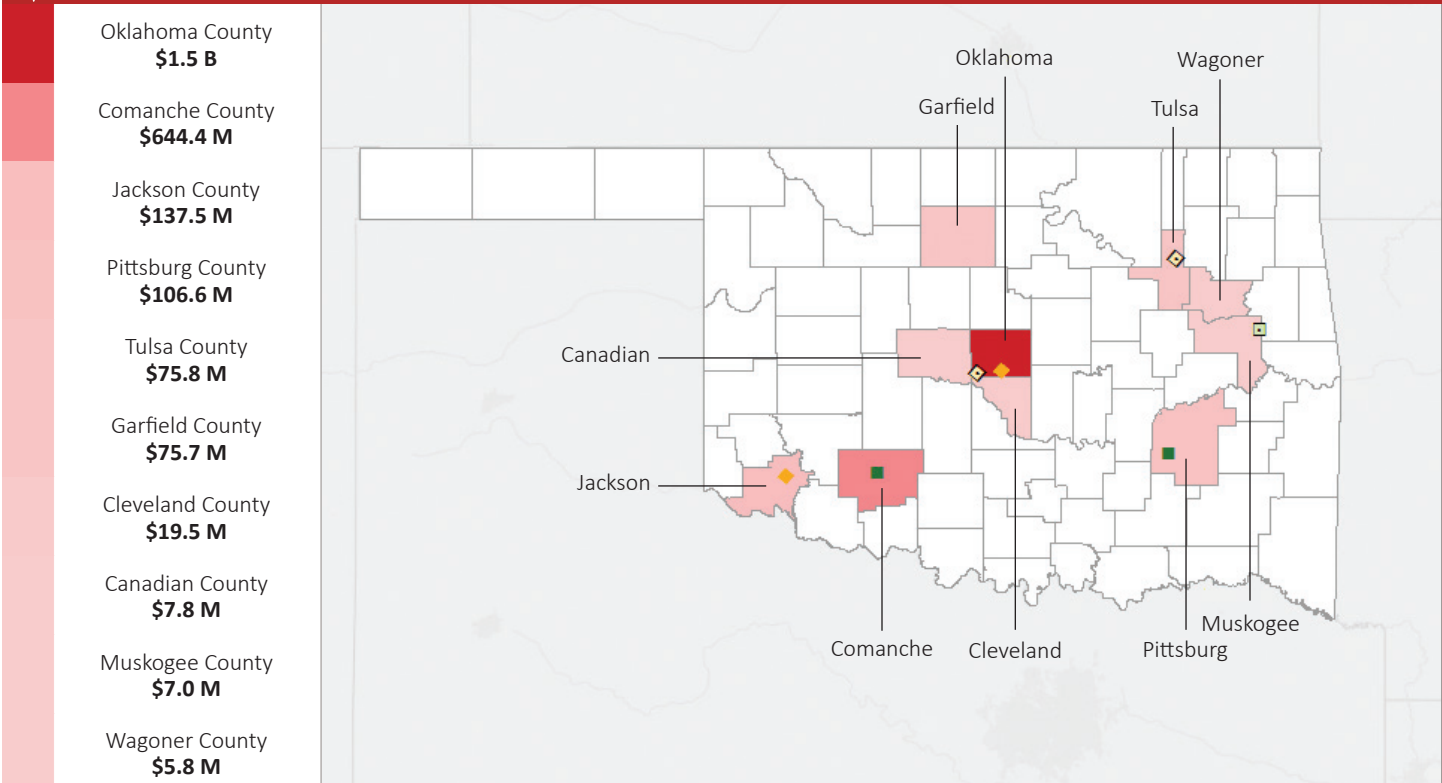 Oklahoma County
$1.5 B
Comanche County
$644.4 M
Jackson County
$137.5 M
Pittsburg County
$106.6 M
Tulsa County
$75.8 M
Garfield County
$75.7 M
Cleveland County
$19.5 M
Canadian County
$7.8 M
Muskogee County
$7.0 M
Wagoner County
$5.8 M
Oklahoma
Wagoner
Garfield
Tulsa
Canadian
Jackson
Muskogee
Comanche
Cleveland
Pittsburg